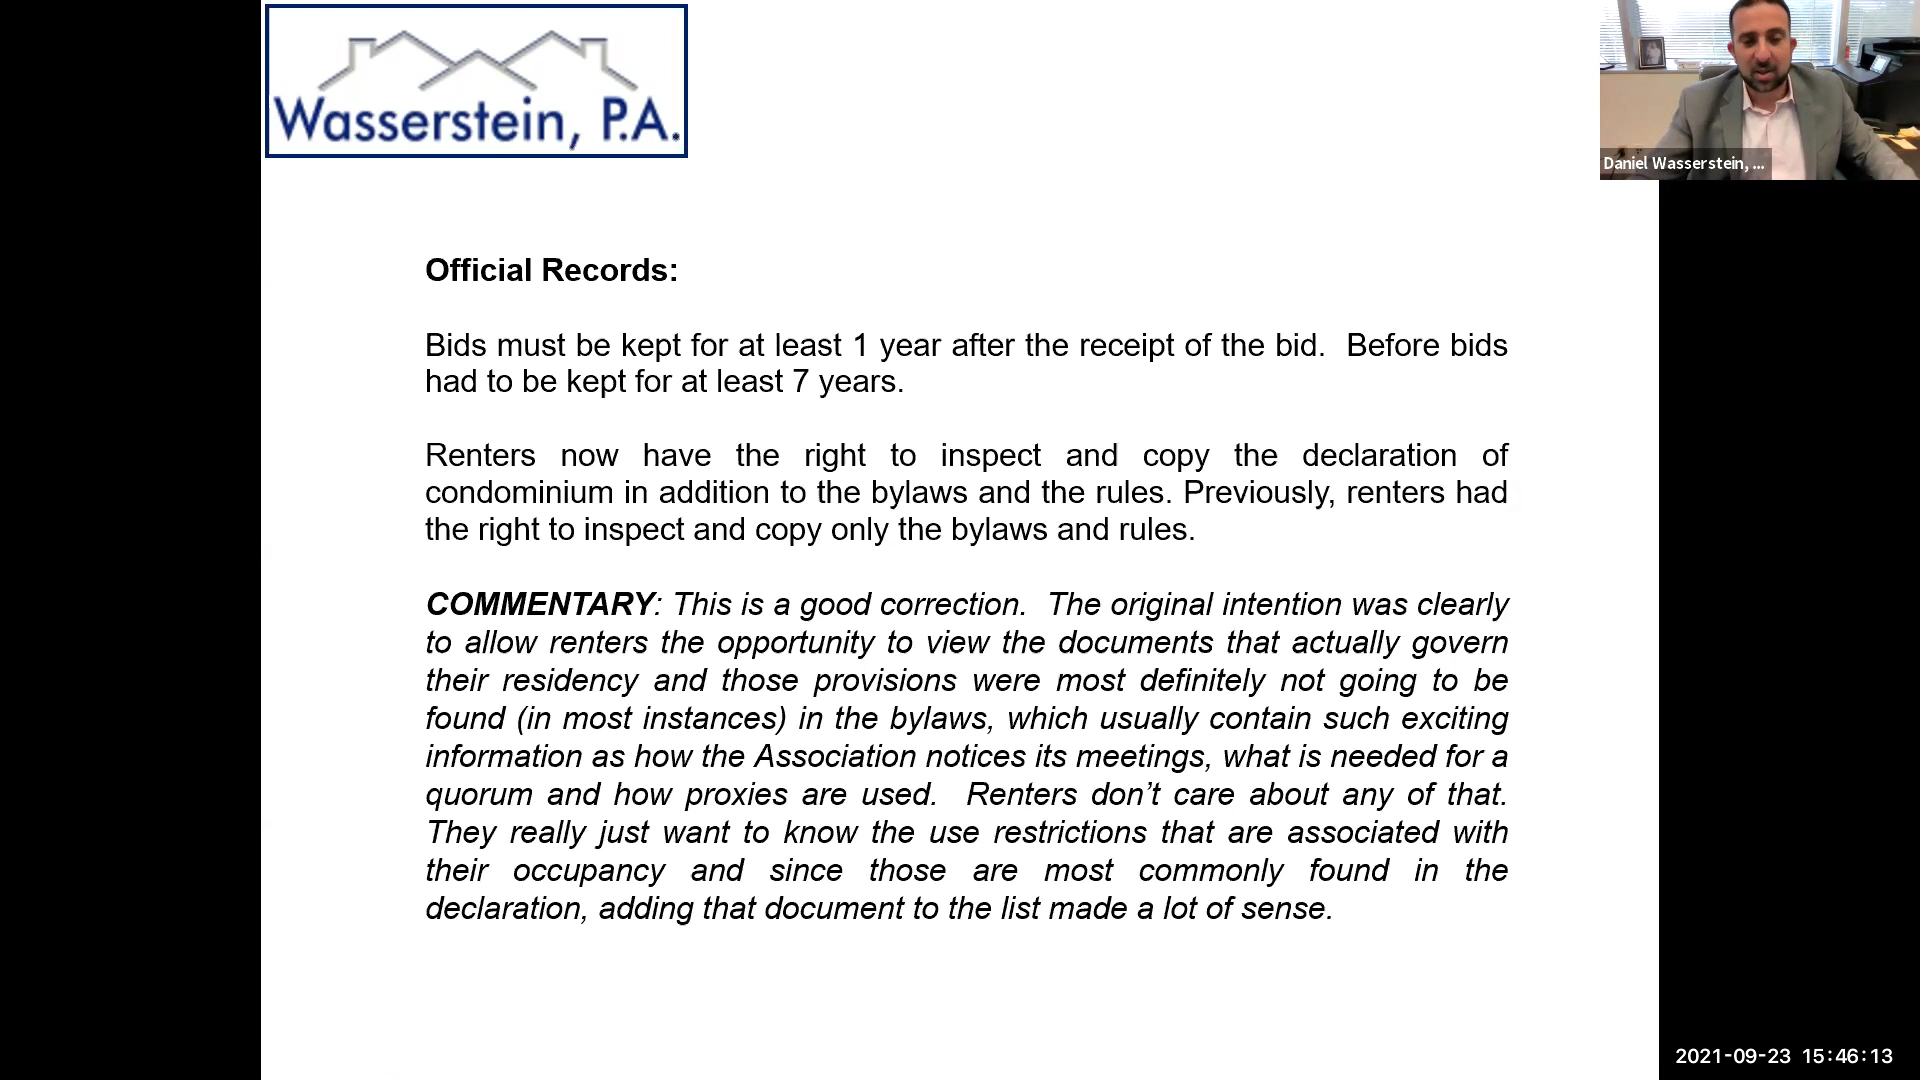 Wasserstein, P.A.
Daniel Wasserstein, ...
Official Records:
Bids must be kept for at least 1 year after the receipt of the bid.  Before bids
had to be kept for at least 7 years.
Renters now have the right to inspect and copy the declaration of
condominium in addition to the bylaws and the rules. Previously, renters had
the right to inspect and copy only the bylaws and rules.
COMMENTARY: This is a good correction.  The original intention was clearly
to allow renters the opportunity to view the documents that actually govern
their residency and those provisions were most definitely not going to be
found (in most instances) in the bylaws, which usually contain such exciting
information as how the Association notices its meetings, what is needed for a
quorum and how proxies are used.  Renters don’t care about any of that.
They really just want to know the use restrictions that are associated with
their occupancy and since those are most commonly found in the
declaration, adding that document to the list made a lot of sense.
2021-09-23 15:46:13